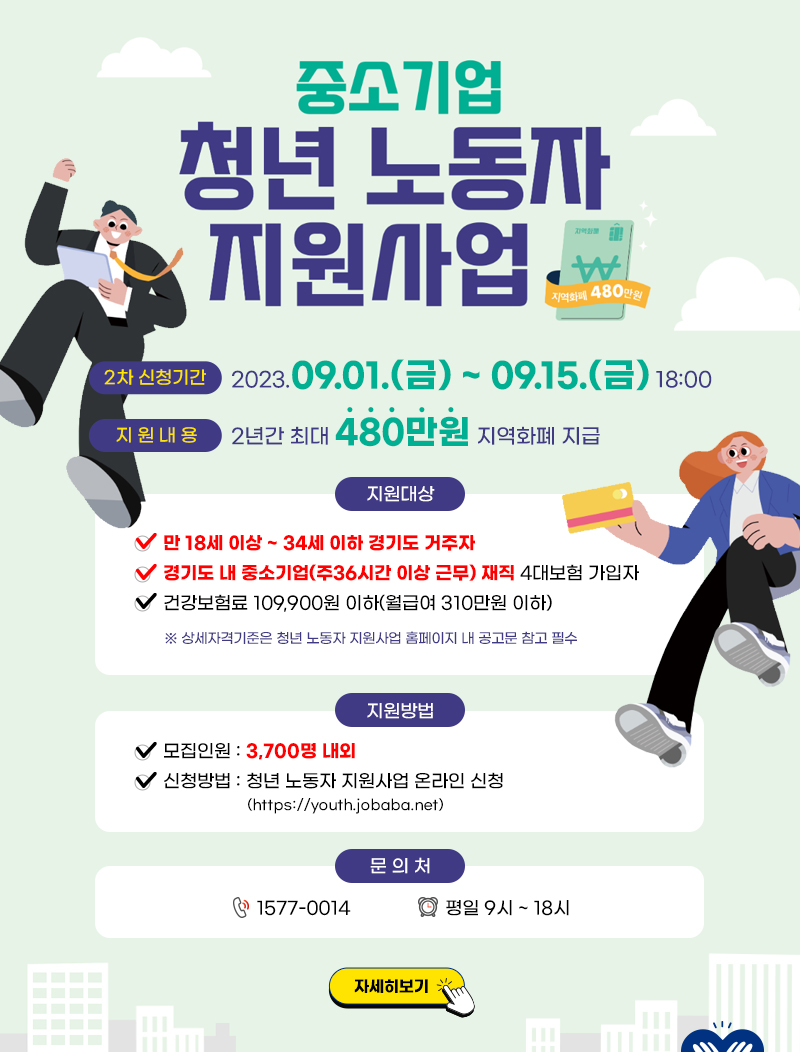 중소기업
청년 노동자
지원사업
지역화폐
지역화폐 480만원
2차 신청기간 2023.09.01.(금) ~ 09.15.(금) 18:00
지원내용 2년간 최대 480만원 지역화폐 지급
지원대상
만 18세 이상 ~ 34세 이하 경기도 거주자
경기도 내 중소기업(주36시간 이상 근무) 재직 4대보험 가입자
건강보험료 109,900원 이하(월급여 310만원 이하)
※ 상세자격기준은 청년 노동자 지원사업 홈페이지 내 공고문 참고 필수
지원방법
모집인원 : 3,700명 내외
신청방법 : 청년 노동자 지원사업 온라인 신청
(https://youth.jobaba.net)
문의처
1577-0014 평일 9시 ~ 18시
자세히보기